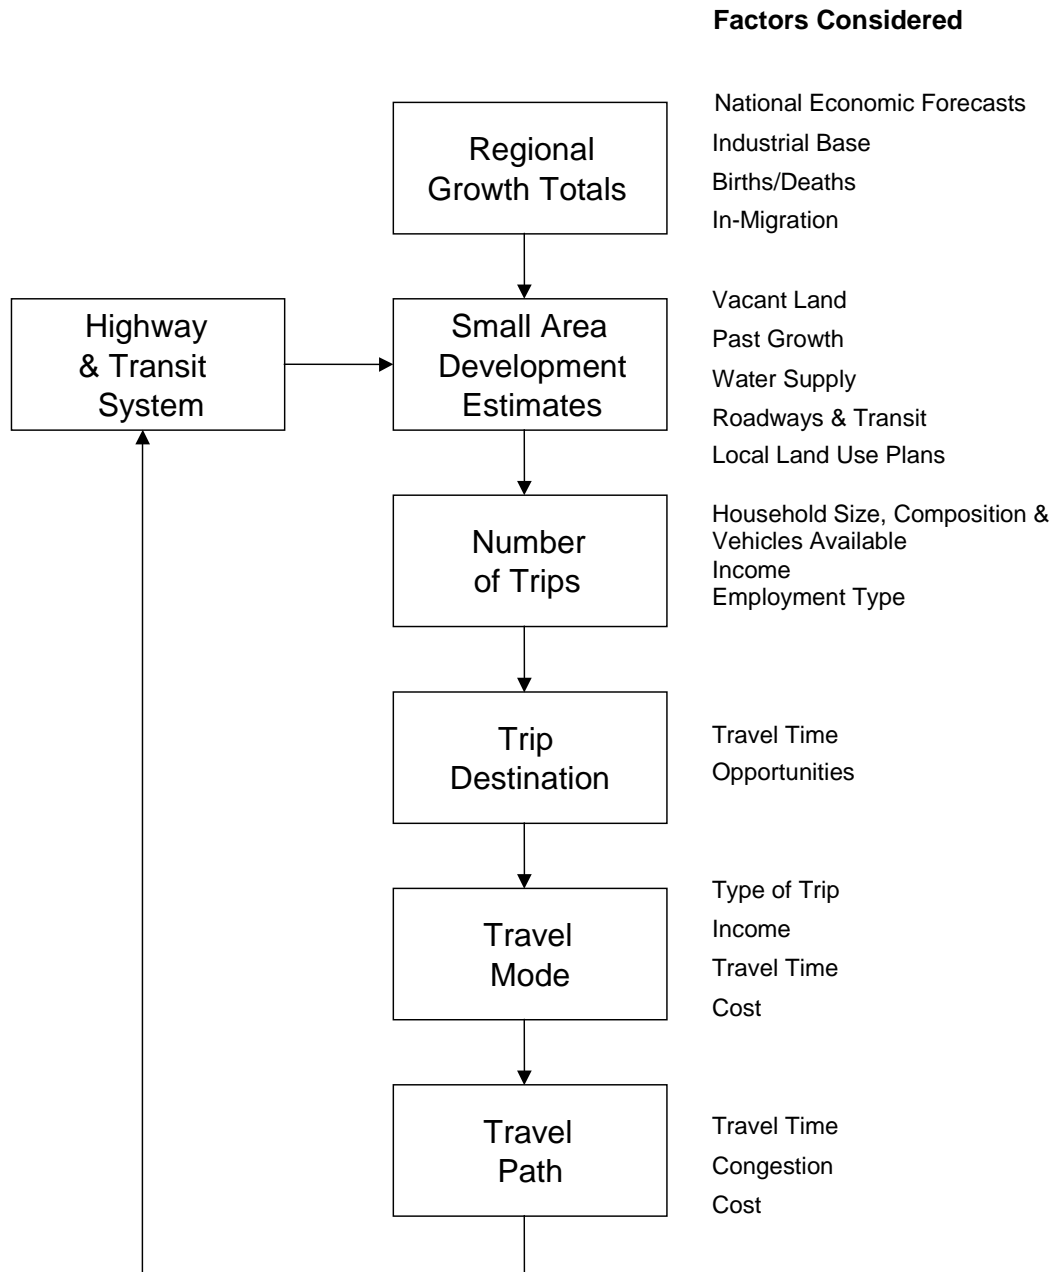 Factors Considered
Regional
Growth Totals
National Economic Forecasts
Industrial Base
Births/Deaths
In-Migration
Highway
& Transit
System
Small Area
Development
Estimates
Vacant Land
Past Growth
Water Supply
Roadways & Transit
Local Land Use Plans
Number
of Trips
Household Size, Composition &
Vehicles Available
Income
Employment Type
Trip
Destination
Travel Time
Opportunities
Travel
Mode
Type of Trip
Income
Travel Time
Cost
Travel
Path
Travel Time
Congestion
Cost